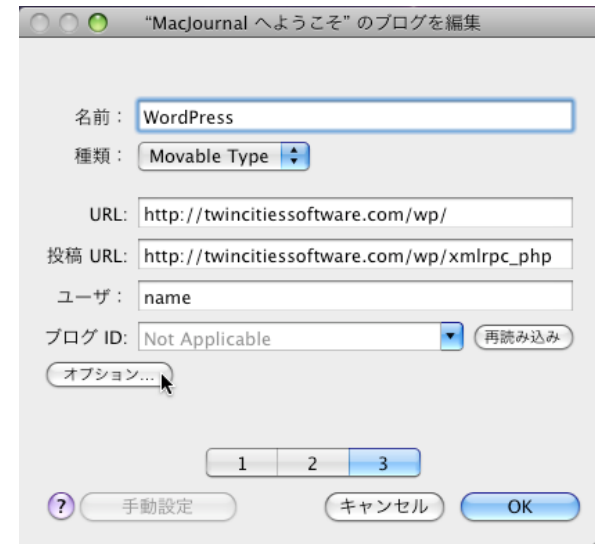 “MacJournal へようこそ” のブログを編集
名前： WordPress
種類： Movable Type
URL: http://twincitiessoftware.com/wp/
投稿 URL: http://twincitiessoftware.com/wp/xmlrpc_php
ユーザ： name
ブログ ID: Not Applicable 再読み込み
オプション...
1 2 3
? 手動設定 キャンセル OK